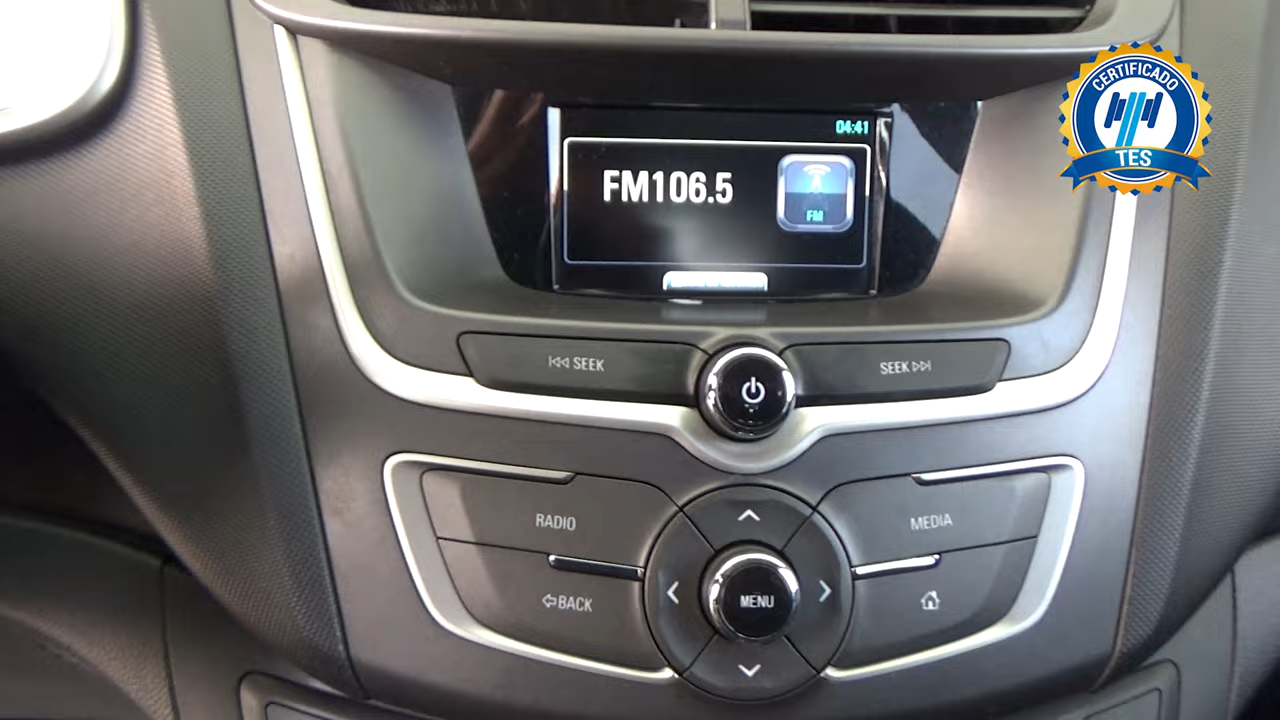 CERTIFICADO
TES
04:41
FM106.5
FM
SEEK
SEEK
RADIO
MEDIA
BACK
MENU